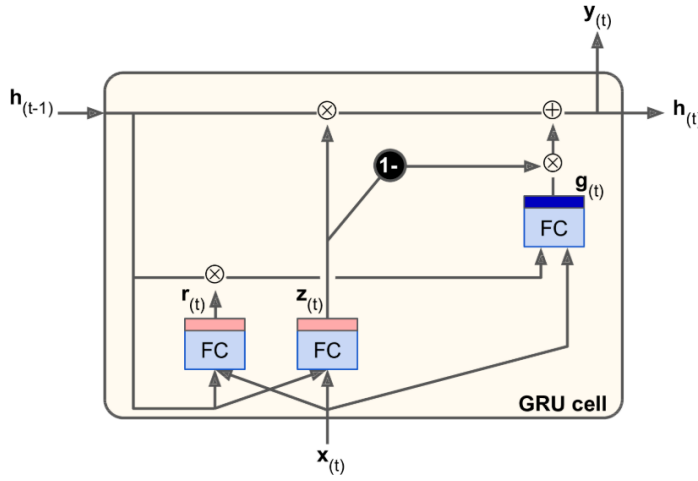 y(t)
h(t-1)
h(t)
1-
g(t)
FC
r(t)
z(t)
FC
FC
GRU cell
x(t)